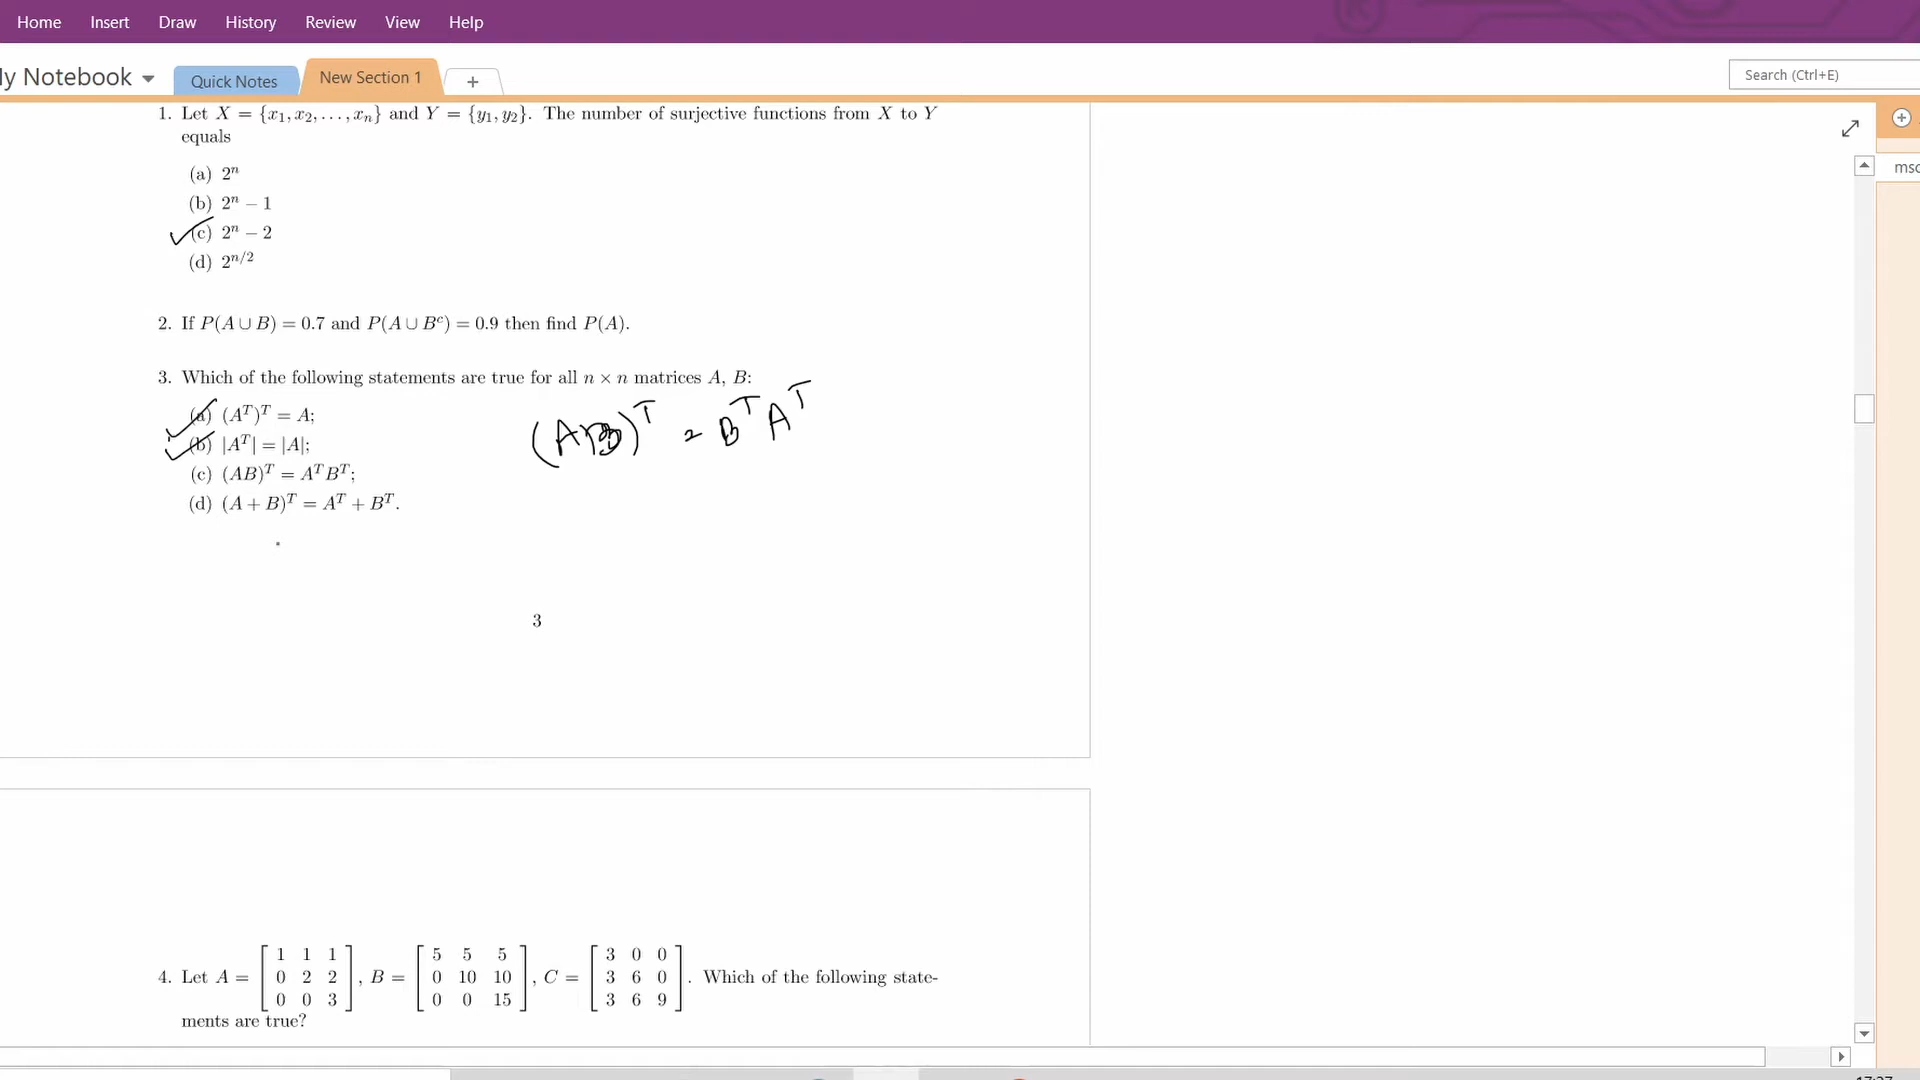 Home Insert Draw History Review View Help
ly Notebook Quick Notes New Section 1 + Search (Ctrl+E)
1. Let X = {x₁, x₂, . . . , xₙ} and Y = {y₁, y₂}. The number of surjective functions from X to Y
equals
(a) 2ⁿ
(b) 2ⁿ − 1
(c) 2ⁿ − 2
(d) 2^{n/2}
2. If P(A ∪ B) = 0.7 and P(A ∪ Bᶜ) = 0.9 then find P(A).
3. Which of the following statements are true for all n × n matrices A, B:
(a) (Aᵀ)ᵀ = A;
(b) |Aᵀ| = |A|;
(c) (AB)ᵀ = AᵀBᵀ;
(d) (A + B)ᵀ = Aᵀ + Bᵀ.
(AB)ᵀ = Bᵀ Aᵀ
3
4. Let A = [1 1 1; 0 2 2; 0 0 3], B = [5 5 5; 0 10 10; 0 0 15], C = [3 0 0; 3 6 0; 3 6 9]. Which of the following state-
ments are true?
msc